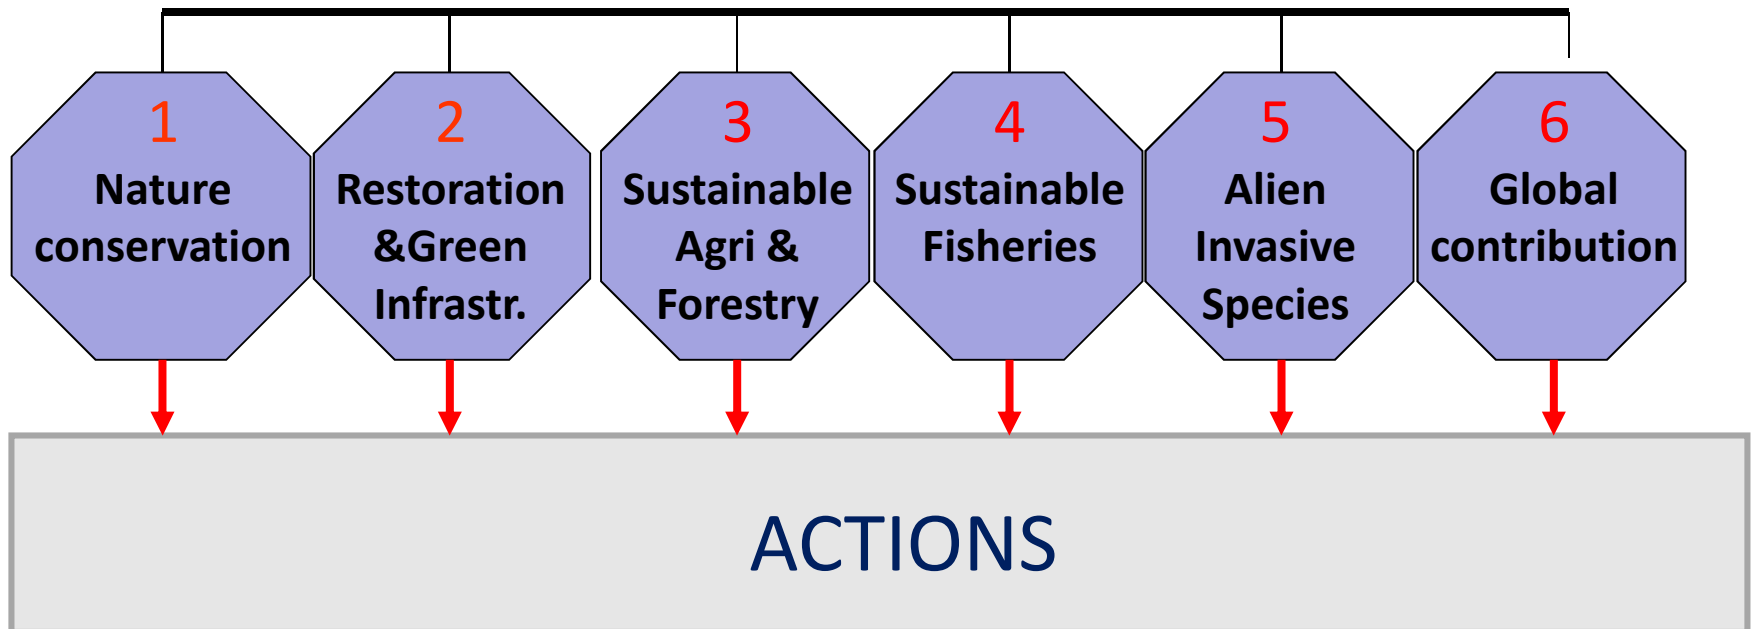 1
Nature
conservation
2
Restoration
&Green
Infrastr.
3
Sustainable
Agri &
Forestry
4
Sustainable
Fisheries
5
Alien
Invasive
Species
6
Global
contribution
ACTIONS